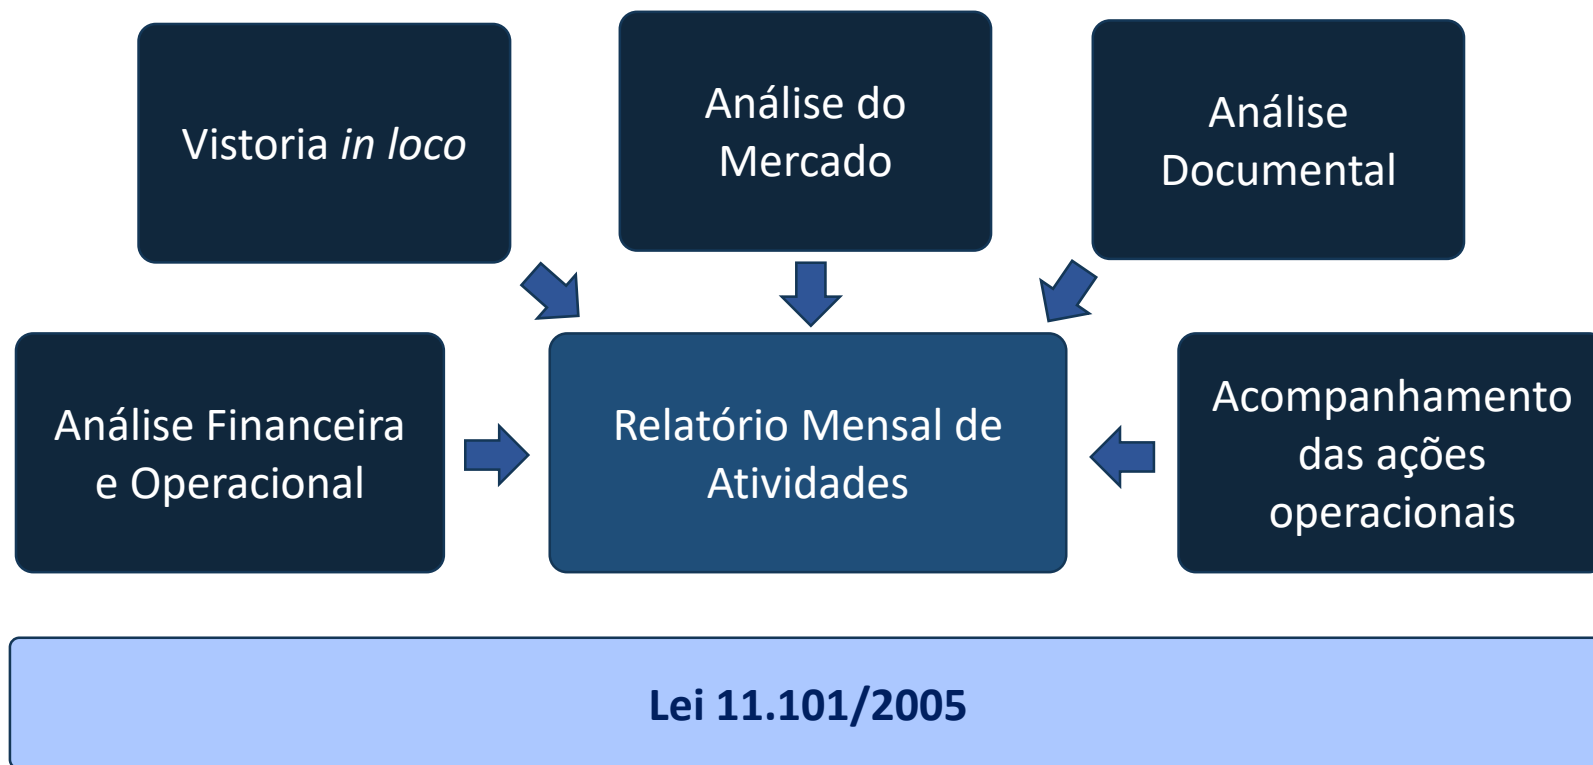 Vistoria in loco
Análise do
Mercado
Análise
Documental
Análise Financeira
e Operacional
Relatório Mensal de
Atividades
Acompanhamento
das ações
operacionais
Lei 11.101/2005